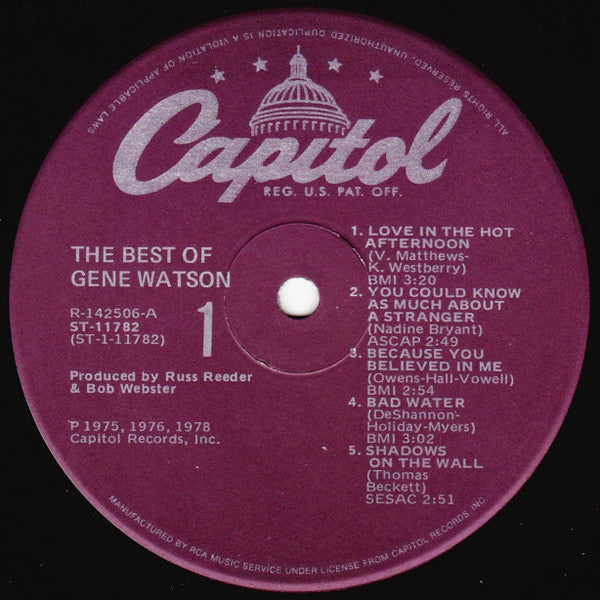 ALL RIGHTS RESERVED. UNAUTHORIZED DUPLICATION IS A VIOLATION OF APPLICABLE LAWS
Capitol
REG. U.S. PAT. OFF.
THE BEST OF
GENE WATSON
R-142506-A
ST-11782
(ST-1-11782)
1
Produced by Russ Reeder
& Bob Webster
℗ 1975, 1976, 1978
Capitol Records, Inc.
1. LOVE IN THE HOT
AFTERNOON
(V. Matthews-
K. Westberry)
BMI 3:20
2. YOU COULD KNOW
AS MUCH ABOUT
A STRANGER
(Nadine Bryant)
ASCAP 2:49
3. BECAUSE YOU
BELIEVED IN ME
(Owens-Hall-Vowell)
BMI 2:54
4. BAD WATER
(DeShannon-
Holiday-Myers)
BMI 3:02
5. SHADOWS
ON THE WALL
(Thomas
Beckett)
SESAC 2:51
MANUFACTURED BY RCA MUSIC SERVICE UNDER LICENSE FROM CAPITOL RECORDS, INC.